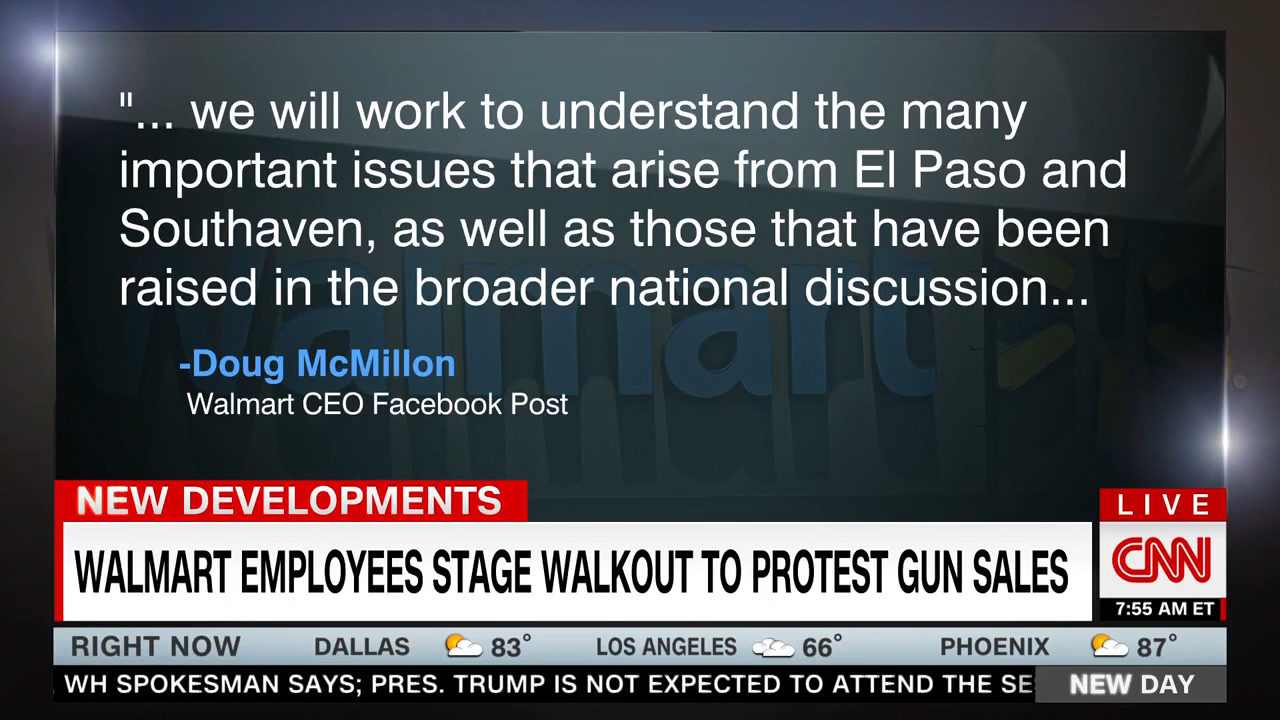 "... we will work to understand the many
important issues that arise from El Paso and
Southaven, as well as those that have been
raised in the broader national discussion...
-Doug McMillon
Walmart CEO Facebook Post
Walmart
NEW DEVELOPMENTS
WALMART EMPLOYEES STAGE WALKOUT TO PROTEST GUN SALES
LIVE
CNN
7:55 AM ET
RIGHT NOW DALLAS 83° LOS ANGELES 66° PHOENIX 87°
. WH SPOKESMAN SAYS; PRES. TRUMP IS NOT EXPECTED TO ATTEND THE SE
NEW DAY